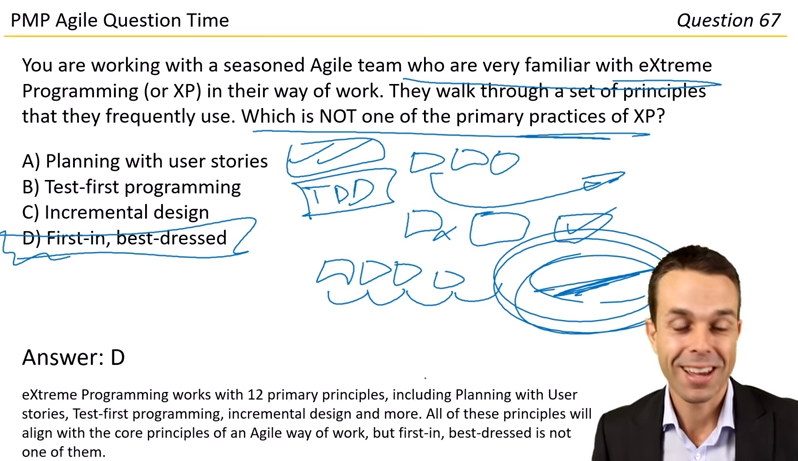 PMP Agile Question Time
Question 67
You are working with a seasoned Agile team who are very familiar with eXtreme
Programming (or XP) in their way of work. They walk through a set of principles
that they frequently use. Which is NOT one of the primary practices of XP?
A) Planning with user stories
B) Test-first programming
TDD
C) Incremental design
D) First-in, best-dressed
Answer: D
eXtreme Programming works with 12 primary principles, including Planning with User
stories, Test-first programming, incremental design and more. All of these principles will
align with the core principles of an Agile way of work, but first-in, best-dressed is not
one of them.